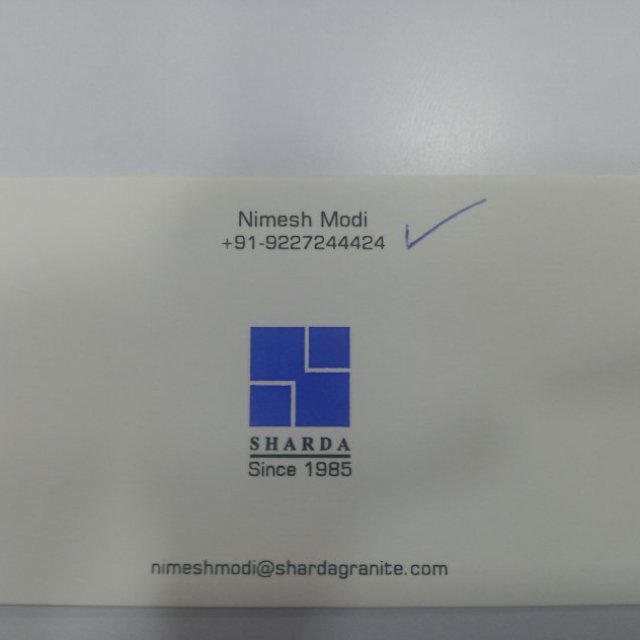 Nimesh Modi
+91-9227244424
SHARDA
Since 1985
nimeshmodi@shardagranite.com